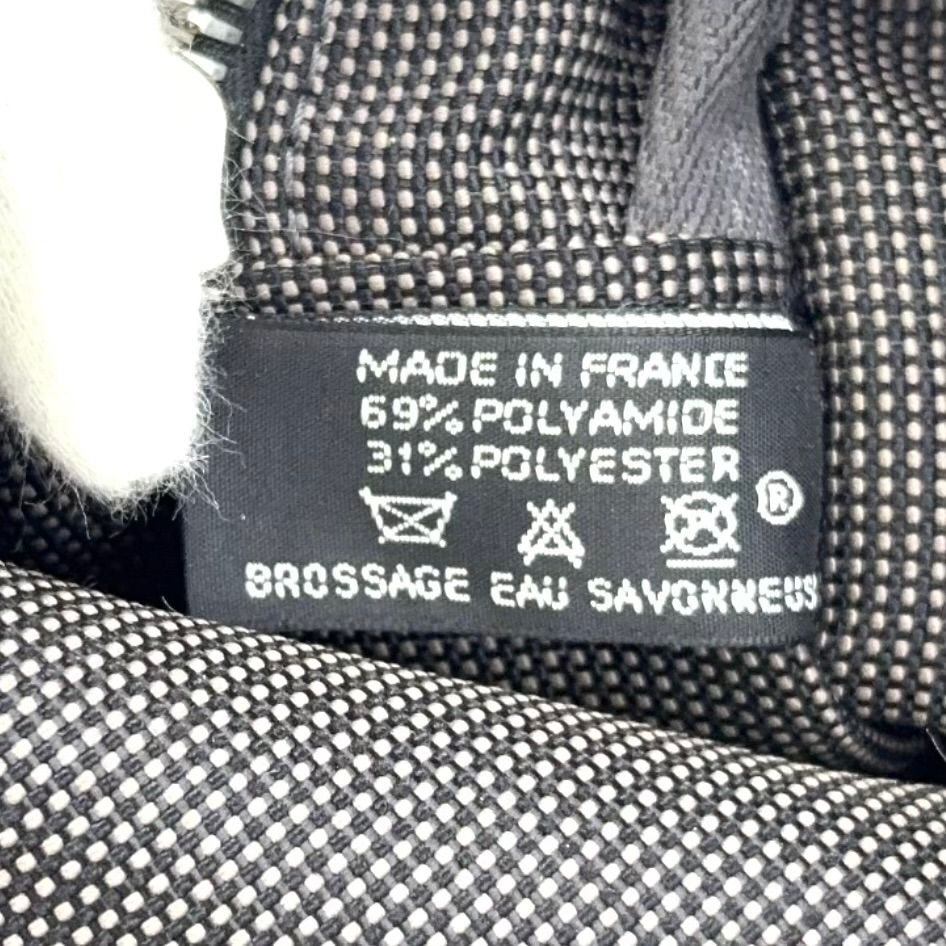 MADE IN FRANCE
69% POLYAMIDE
31% POLYESTER
®
BROSSAGE EAU SAVONNEUS